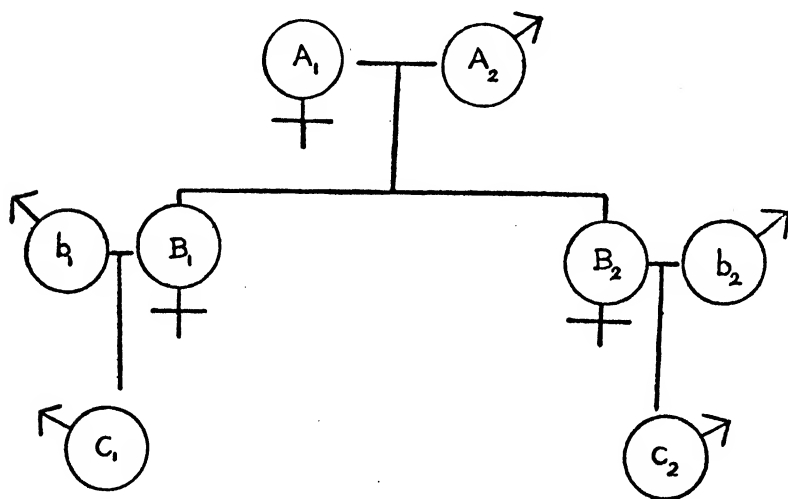 A₁ A₂
b₁ B₁ B₂ b₂
C₁ C₂